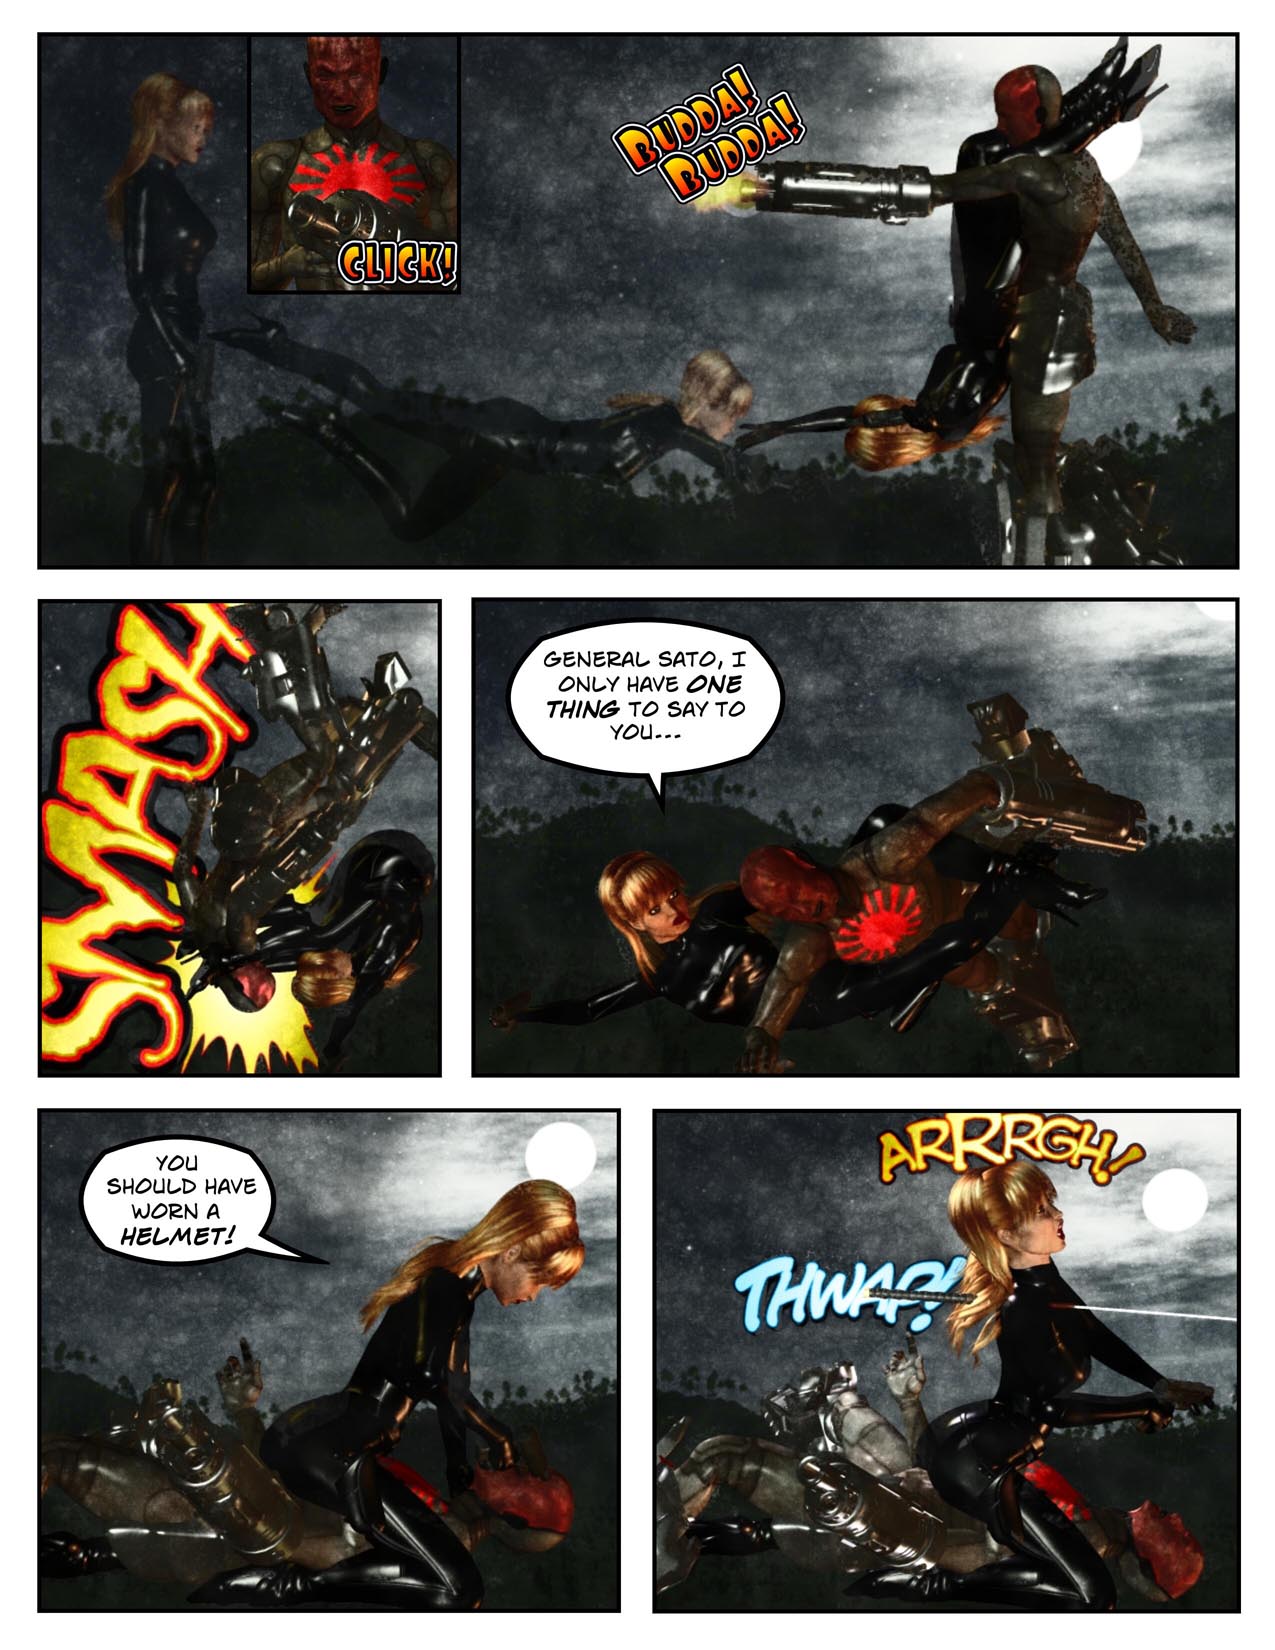 CLICK!
BUDDA!
BUDDA!
SMASH
GENERAL SATO, I
ONLY HAVE ONE
THING TO SAY TO
YOU...
YOU
SHOULD HAVE
WORN A
HELMET!
ARRRGH!
THWAP!